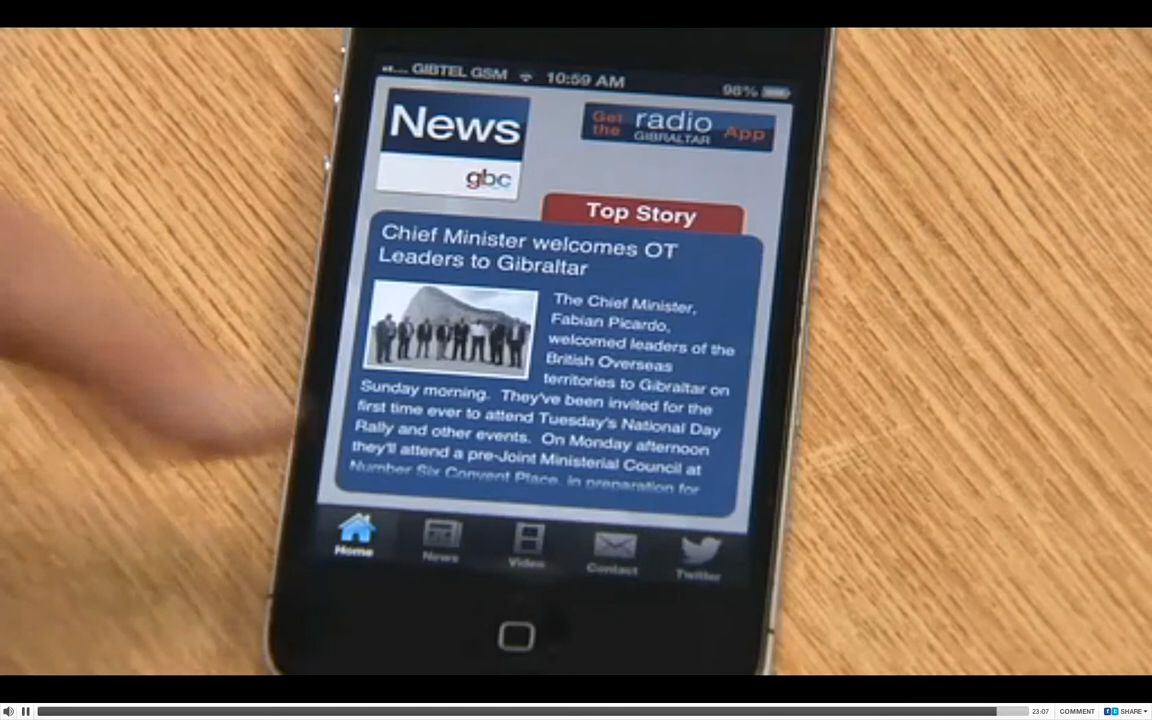 GIBTEL GSM 10:59 AM 98%
News
gbc
Get the radio GIBRALTAR App
Top Story
Chief Minister welcomes OT
Leaders to Gibraltar
The Chief Minister,
Fabian Picardo,
welcomed leaders of the
British Overseas
territories to Gibraltar on
Sunday morning. They've been invited for the
first time ever to attend Tuesday's National Day
Rally and other events. On Monday afternoon
they'll attend a pre-Joint Ministerial Council at
Number Six Convent Place, in preparation for
Home News Video Contact Twitter
23:07 COMMENT f t SHARE